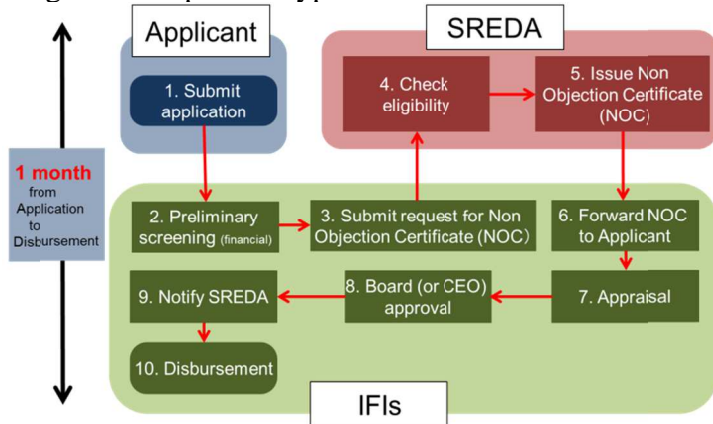 Applicant
SREDA
1. Submit
application
4. Check
eligibility
5. Issue Non
Objection Certificate
(NOC)
1 month
from
Application
to
Disbursement
2. Preliminary
screening (financial)
3. Submit request for Non
Objection Certificate (NOC)
6. Forward NOC
to Applicant
9. Notify SREDA
8. Board (or CEO)
approval
7. Appraisal
10. Disbursement
IFIs